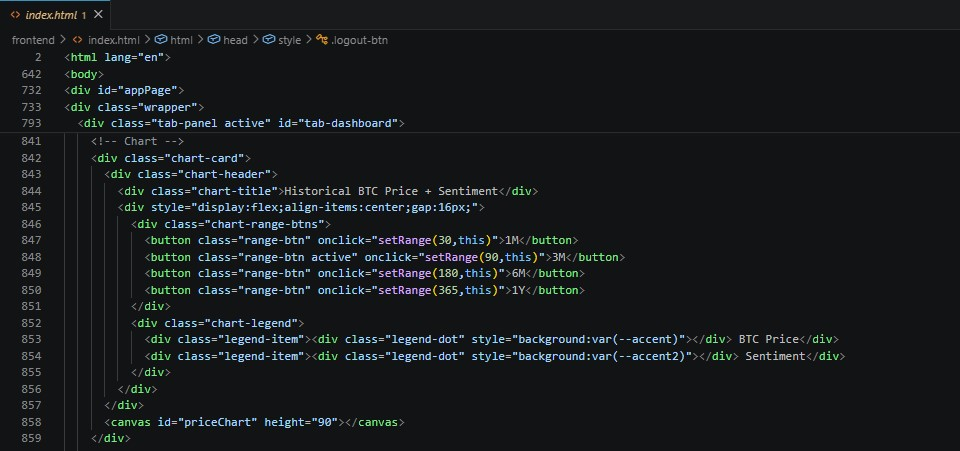 index.html 1
frontend > index.html > html > head > style > .logout-btn
2 <html lang="en">
642 <body>
732 <div id="appPage">
733 <div class="wrapper">
793 <div class="tab-panel active" id="tab-dashboard">
841 <!-- Chart -->
842 <div class="chart-card">
843 <div class="chart-header">
844 <div class="chart-title">Historical BTC Price + Sentiment</div>
845 <div style="display:flex;align-items:center;gap:16px;">
846 <div class="chart-range-btns">
847 <button class="range-btn" onclick="setRange(30,this)">1M</button>
848 <button class="range-btn active" onclick="setRange(90,this)">3M</button>
849 <button class="range-btn" onclick="setRange(180,this)">6M</button>
850 <button class="range-btn" onclick="setRange(365,this)">1Y</button>
851 </div>
852 <div class="chart-legend">
853 <div class="legend-item"><div class="legend-dot" style="background:var(--accent)"></div> BTC Price</div>
854 <div class="legend-item"><div class="legend-dot" style="background:var(--accent2)"></div> Sentiment</div>
855 </div>
856 </div>
857 </div>
858 <canvas id="priceChart" height="90"></canvas>
859 </div>